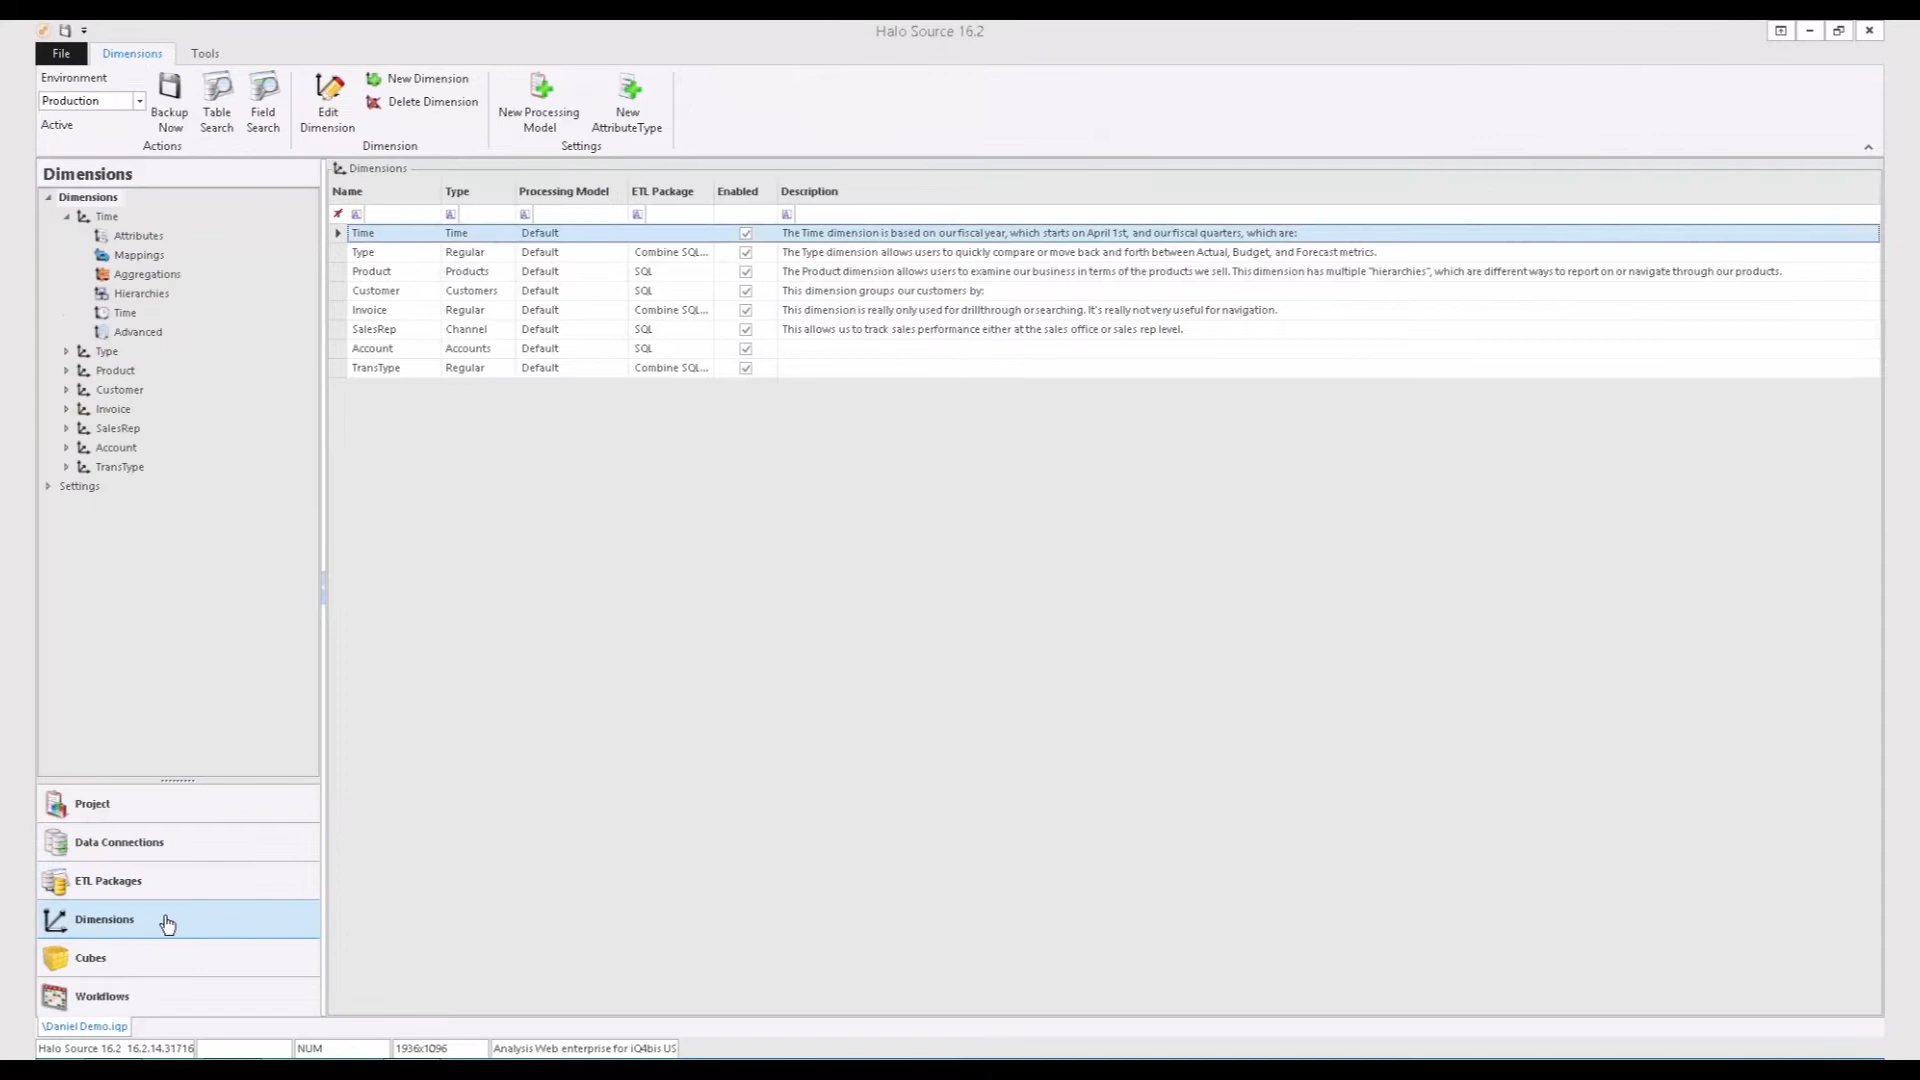 Halo Source 16.2
File Dimensions Tools
Environment
Production
Active
Backup Now
Table Search
Field Search
Actions
Edit Dimension
New Dimension
Delete Dimension
Dimension
New Processing Model
New AttributeType
Settings
Dimensions
Dimensions
Time
Attributes
Mappings
Aggregations
Hierarchies
Time
Advanced
Type
Product
Customer
Invoice
SalesRep
Account
TransType
Settings
Dimensions
Name Type Processing Model ETL Package Enabled Description
Time Time Default The Time dimension is based on our fiscal year, which starts on April 1st, and our fiscal quarters, which are:
Type Regular Default Combine SQL... The Type dimension allows users to quickly compare or move back and forth between Actual, Budget, and Forecast metrics.
Product Products Default SQL The Product dimension allows users to examine our business in terms of the products we sell. This dimension has multiple "hierarchies", which are different ways to report on or navigate through our products.
Customer Customers Default SQL This dimension groups our customers by:
Invoice Regular Default Combine SQL... This dimension is really only used for drillthrough or searching. It's really not very useful for navigation.
SalesRep Channel Default SQL This allows us to track sales performance either at the sales office or sales rep level.
Account Accounts Default SQL
TransType Regular Default Combine SQL...
Project
Data Connections
ETL Packages
Dimensions
Cubes
Workflows
\Daniel Demo.iqp
Halo Source 16.2 16.2.14.31716 NUM 1936x1096 Analysis Web enterprise for iQ4bis US